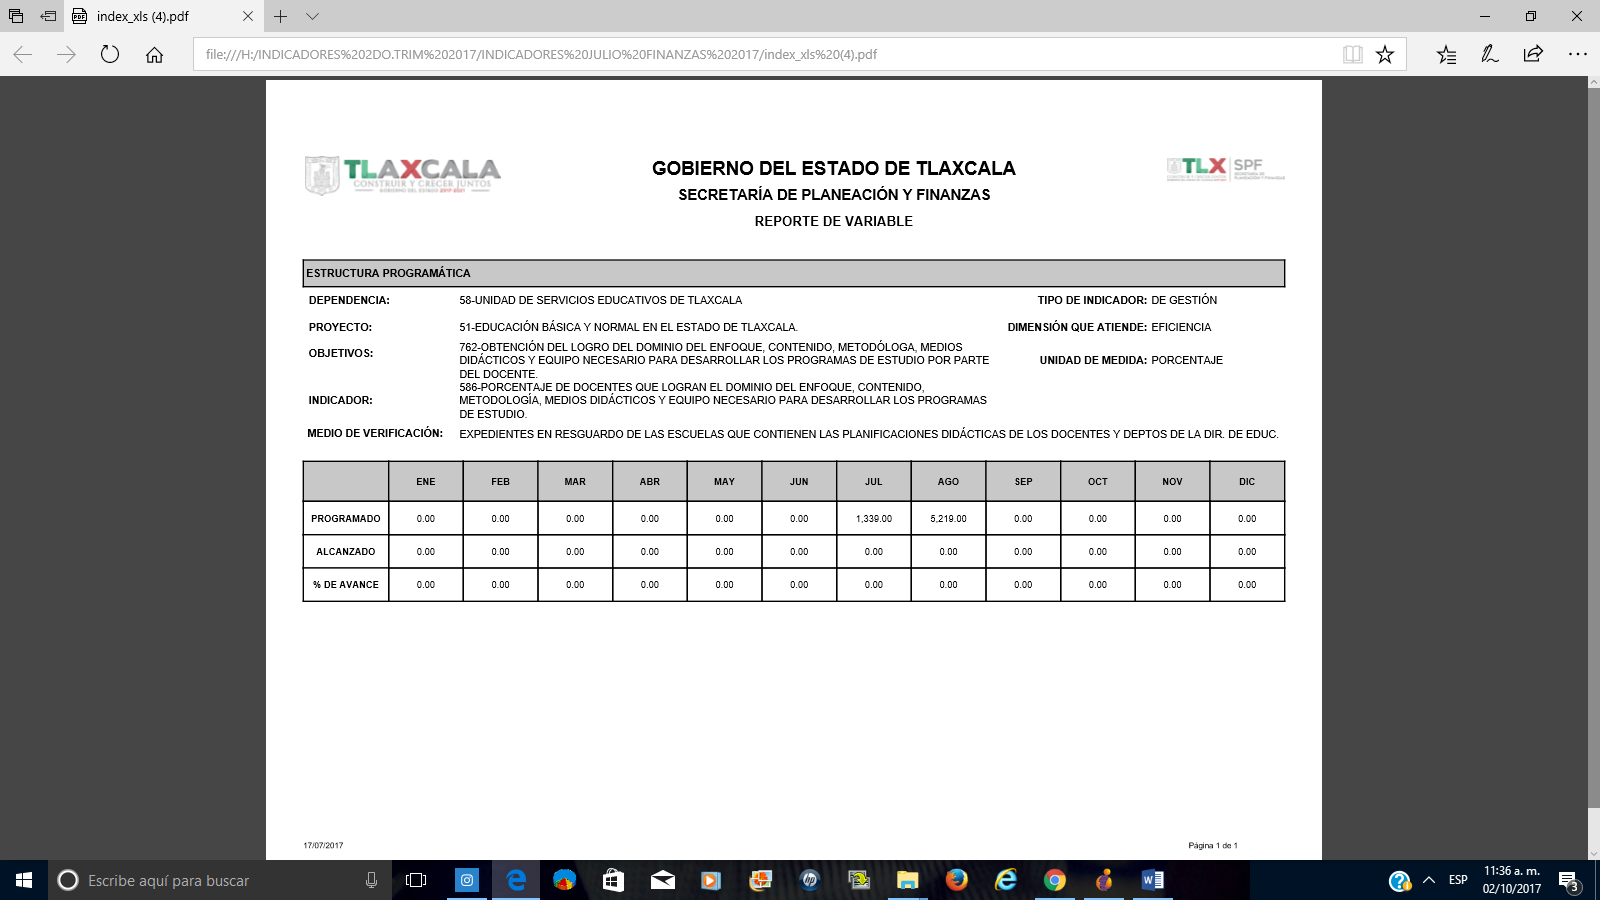 index_xls (4).pdf
file:///H:/INDICADORES%202DO.TRIM%202017/INDICADORES%20JULIO%20FINANZAS%202017/index_xls%20(4).pdf
TLAXCALA
CONSTRUIR Y CRECER JUNTOS
GOBIERNO DEL ESTADO 2017-2021
GOBIERNO DEL ESTADO DE TLAXCALA
SECRETARÍA DE PLANEACIÓN Y FINANZAS
REPORTE DE VARIABLE
TLX SPF
ESTRUCTURA PROGRAMÁTICA
DEPENDENCIA: 58-UNIDAD DE SERVICIOS EDUCATIVOS DE TLAXCALA TIPO DE INDICADOR: DE GESTIÓN
PROYECTO: 51-EDUCACIÓN BÁSICA Y NORMAL EN EL ESTADO DE TLAXCALA. DIMENSIÓN QUE ATIENDE: EFICIENCIA
OBJETIVOS: 762-OBTENCIÓN DEL LOGRO DEL DOMINIO DEL ENFOQUE, CONTENIDO, METODÓLOGA, MEDIOS
DIDÁCTICOS Y EQUIPO NECESARIO PARA DESARROLLAR LOS PROGRAMAS DE ESTUDIO POR PARTE UNIDAD DE MEDIDA: PORCENTAJE
DEL DOCENTE.
586-PORCENTAJE DE DOCENTES QUE LOGRAN EL DOMINIO DEL ENFOQUE, CONTENIDO,
INDICADOR: METODOLOGÍA, MEDIOS DIDÁCTICOS Y EQUIPO NECESARIO PARA DESARROLLAR LOS PROGRAMAS
DE ESTUDIO.
MEDIO DE VERIFICACIÓN: EXPEDIENTES EN RESGUARDO DE LAS ESCUELAS QUE CONTIENEN LAS PLANIFICACIONES DIDÁCTICAS DE LOS DOCENTES Y DEPTOS DE LA DIR. DE EDUC.
ENE FEB MAR ABR MAY JUN JUL AGO SEP OCT NOV DIC
PROGRAMADO 0.00 0.00 0.00 0.00 0.00 0.00 1,339.00 5,219.00 0.00 0.00 0.00 0.00
ALCANZADO 0.00 0.00 0.00 0.00 0.00 0.00 0.00 0.00 0.00 0.00 0.00 0.00
% DE AVANCE 0.00 0.00 0.00 0.00 0.00 0.00 0.00 0.00 0.00 0.00 0.00 0.00
17/07/2017 Página 1 de 1
Escribe aquí para buscar
ESP
11:36 a. m.
02/10/2017
3